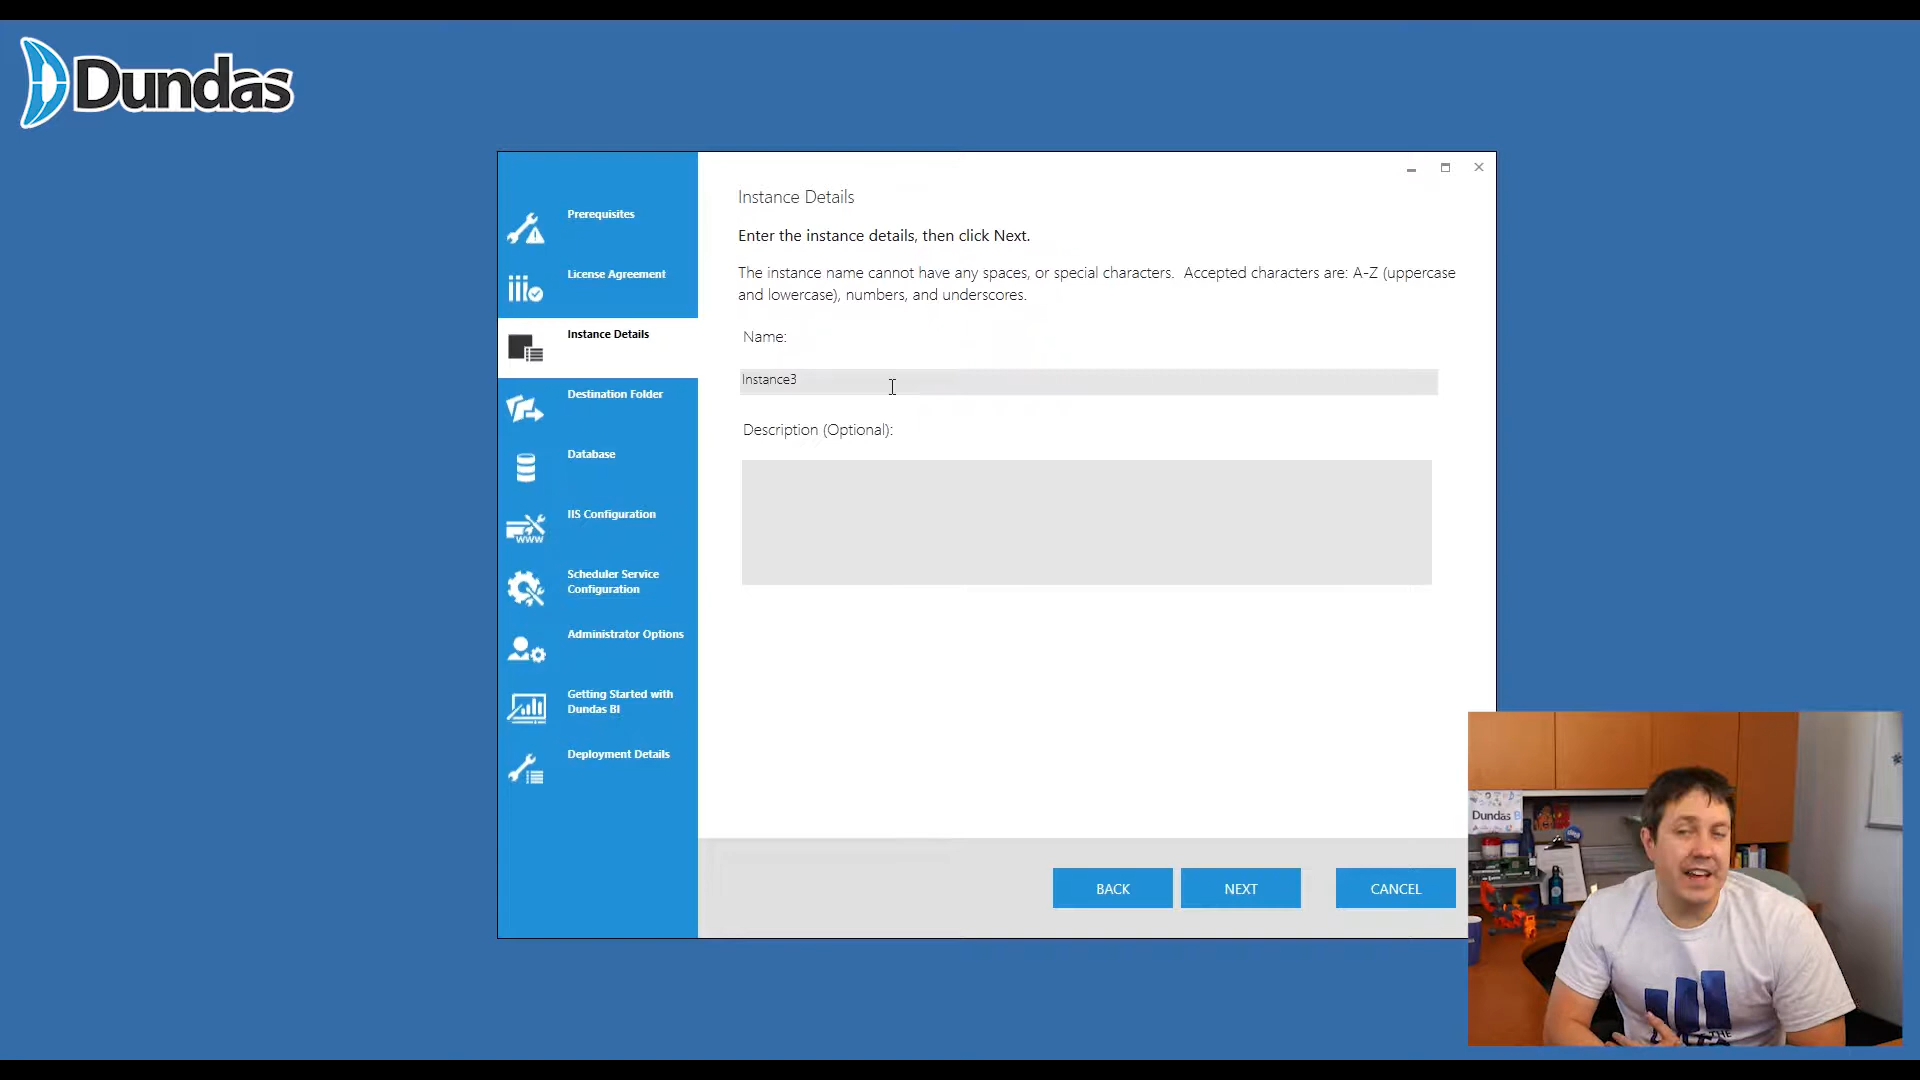 Dundas
Prerequisites
License Agreement
Instance Details
Destination Folder
Database
IIS Configuration
WWW
Scheduler Service
Configuration
Administrator Options
Getting Started with
Dundas BI
Deployment Details
Instance Details
Enter the instance details, then click Next.
The instance name cannot have any spaces, or special characters. Accepted characters are: A-Z (uppercase
and lowercase), numbers, and underscores.
Name:
Instance3
Description (Optional):
BACK
NEXT
CANCEL
Dundas B
THE